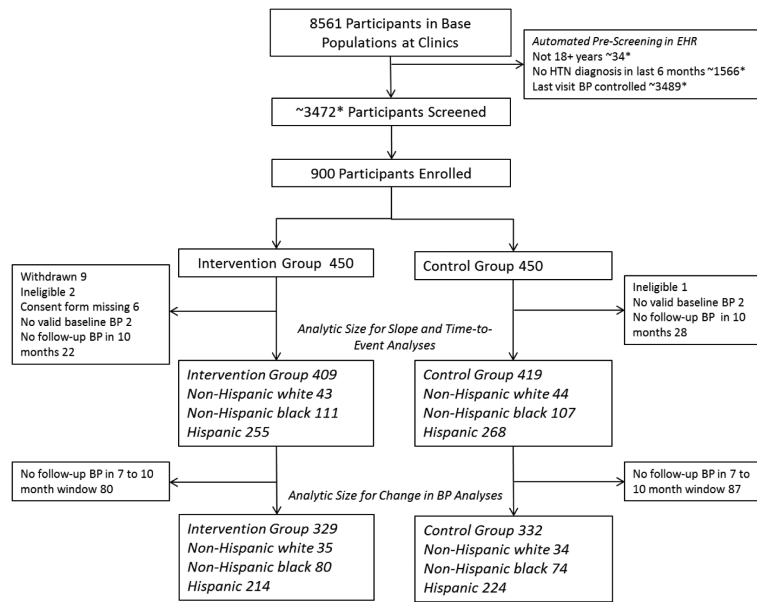 8561 Participants in Base
Populations at Clinics
Automated Pre-Screening in EHR
Not 18+ years ~34*
No HTN diagnosis in last 6 months ~1566*
Last visit BP controlled ~3489*
~3472* Participants Screened
900 Participants Enrolled
Intervention Group 450
Control Group 450
Withdrawn 9
Ineligible 2
Consent form missing 6
No valid baseline BP 2
No follow-up BP in 10
months 22
Ineligible 1
No valid baseline BP 2
No follow-up BP in 10
months 28
Analytic Size for Slope and Time-to-
Event Analyses
Intervention Group 409
Non-Hispanic white 43
Non-Hispanic black 111
Hispanic 255
Control Group 419
Non-Hispanic white 44
Non-Hispanic black 107
Hispanic 268
No follow-up BP in 7 to 10
month window 80
No follow-up BP in 7 to
10 month window 87
Analytic Size for Change in BP Analyses
Intervention Group 329
Non-Hispanic white 35
Non-Hispanic black 80
Hispanic 214
Control Group 332
Non-Hispanic white 34
Non-Hispanic black 74
Hispanic 224